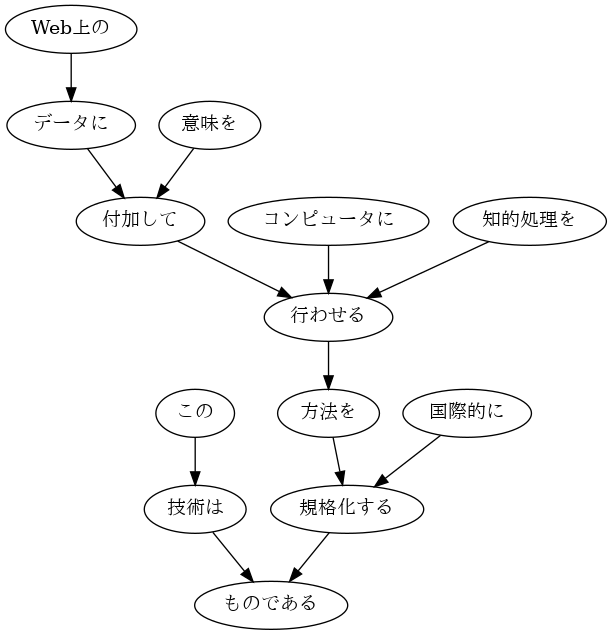 Web上の
データに
意味を
付加して
コンピュータに
知的処理を
行わせる
この
方法を
国際的に
技術は
規格化する
ものである